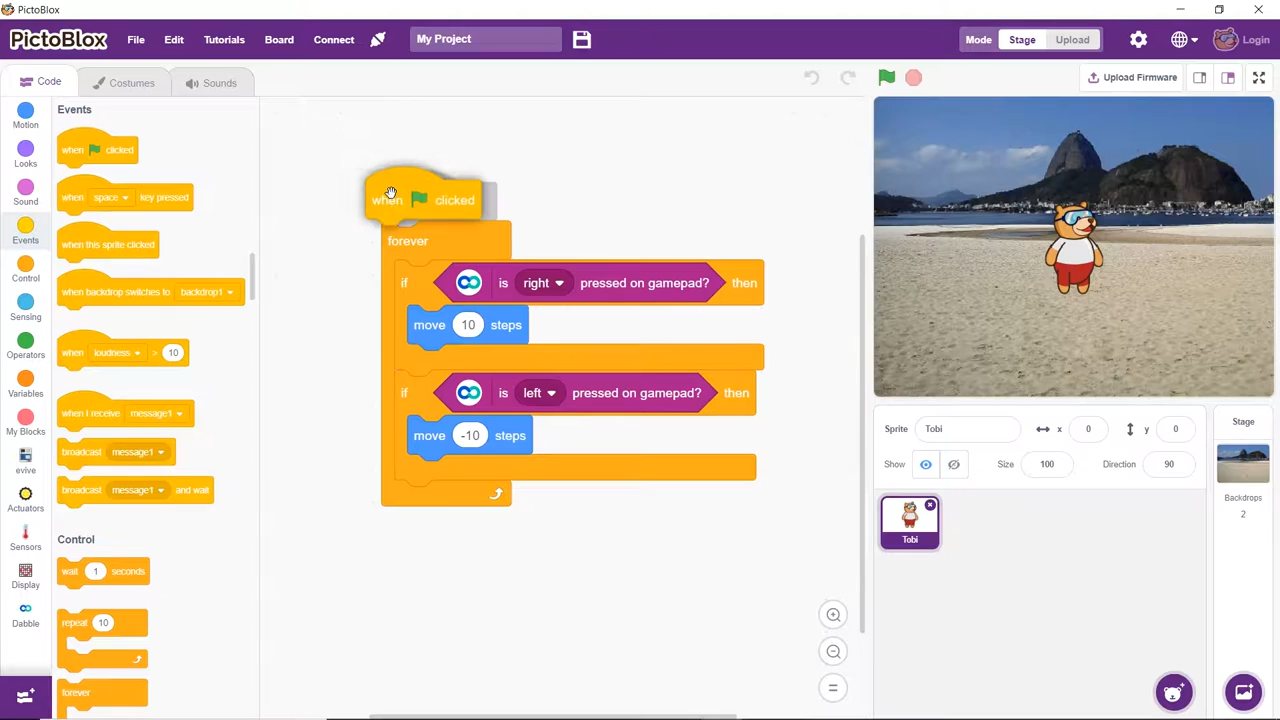 PictoBlox
PictoBlox File Edit Tutorials Board Connect My Project Mode Stage Upload Login
Code Costumes Sounds Upload Firmware
Motion
Looks
Sound
Events
Control
Sensing
Operators
Variables
My Blocks
evive
Actuators
Sensors
Display
Dabble
Events
when clicked
when space key pressed
when this sprite clicked
when backdrop switches to backdrop1
when loudness > 10
when I receive message1
broadcast message1
broadcast message1 and wait
Control
wait 1 seconds
repeat 10
forever
when clicked
forever
if is right pressed on gamepad? then
move 10 steps
if is left pressed on gamepad? then
move -10 steps
Sprite Tobi x 0 y 0
Show Size 100 Direction 90
Tobi
Stage
Backdrops
2